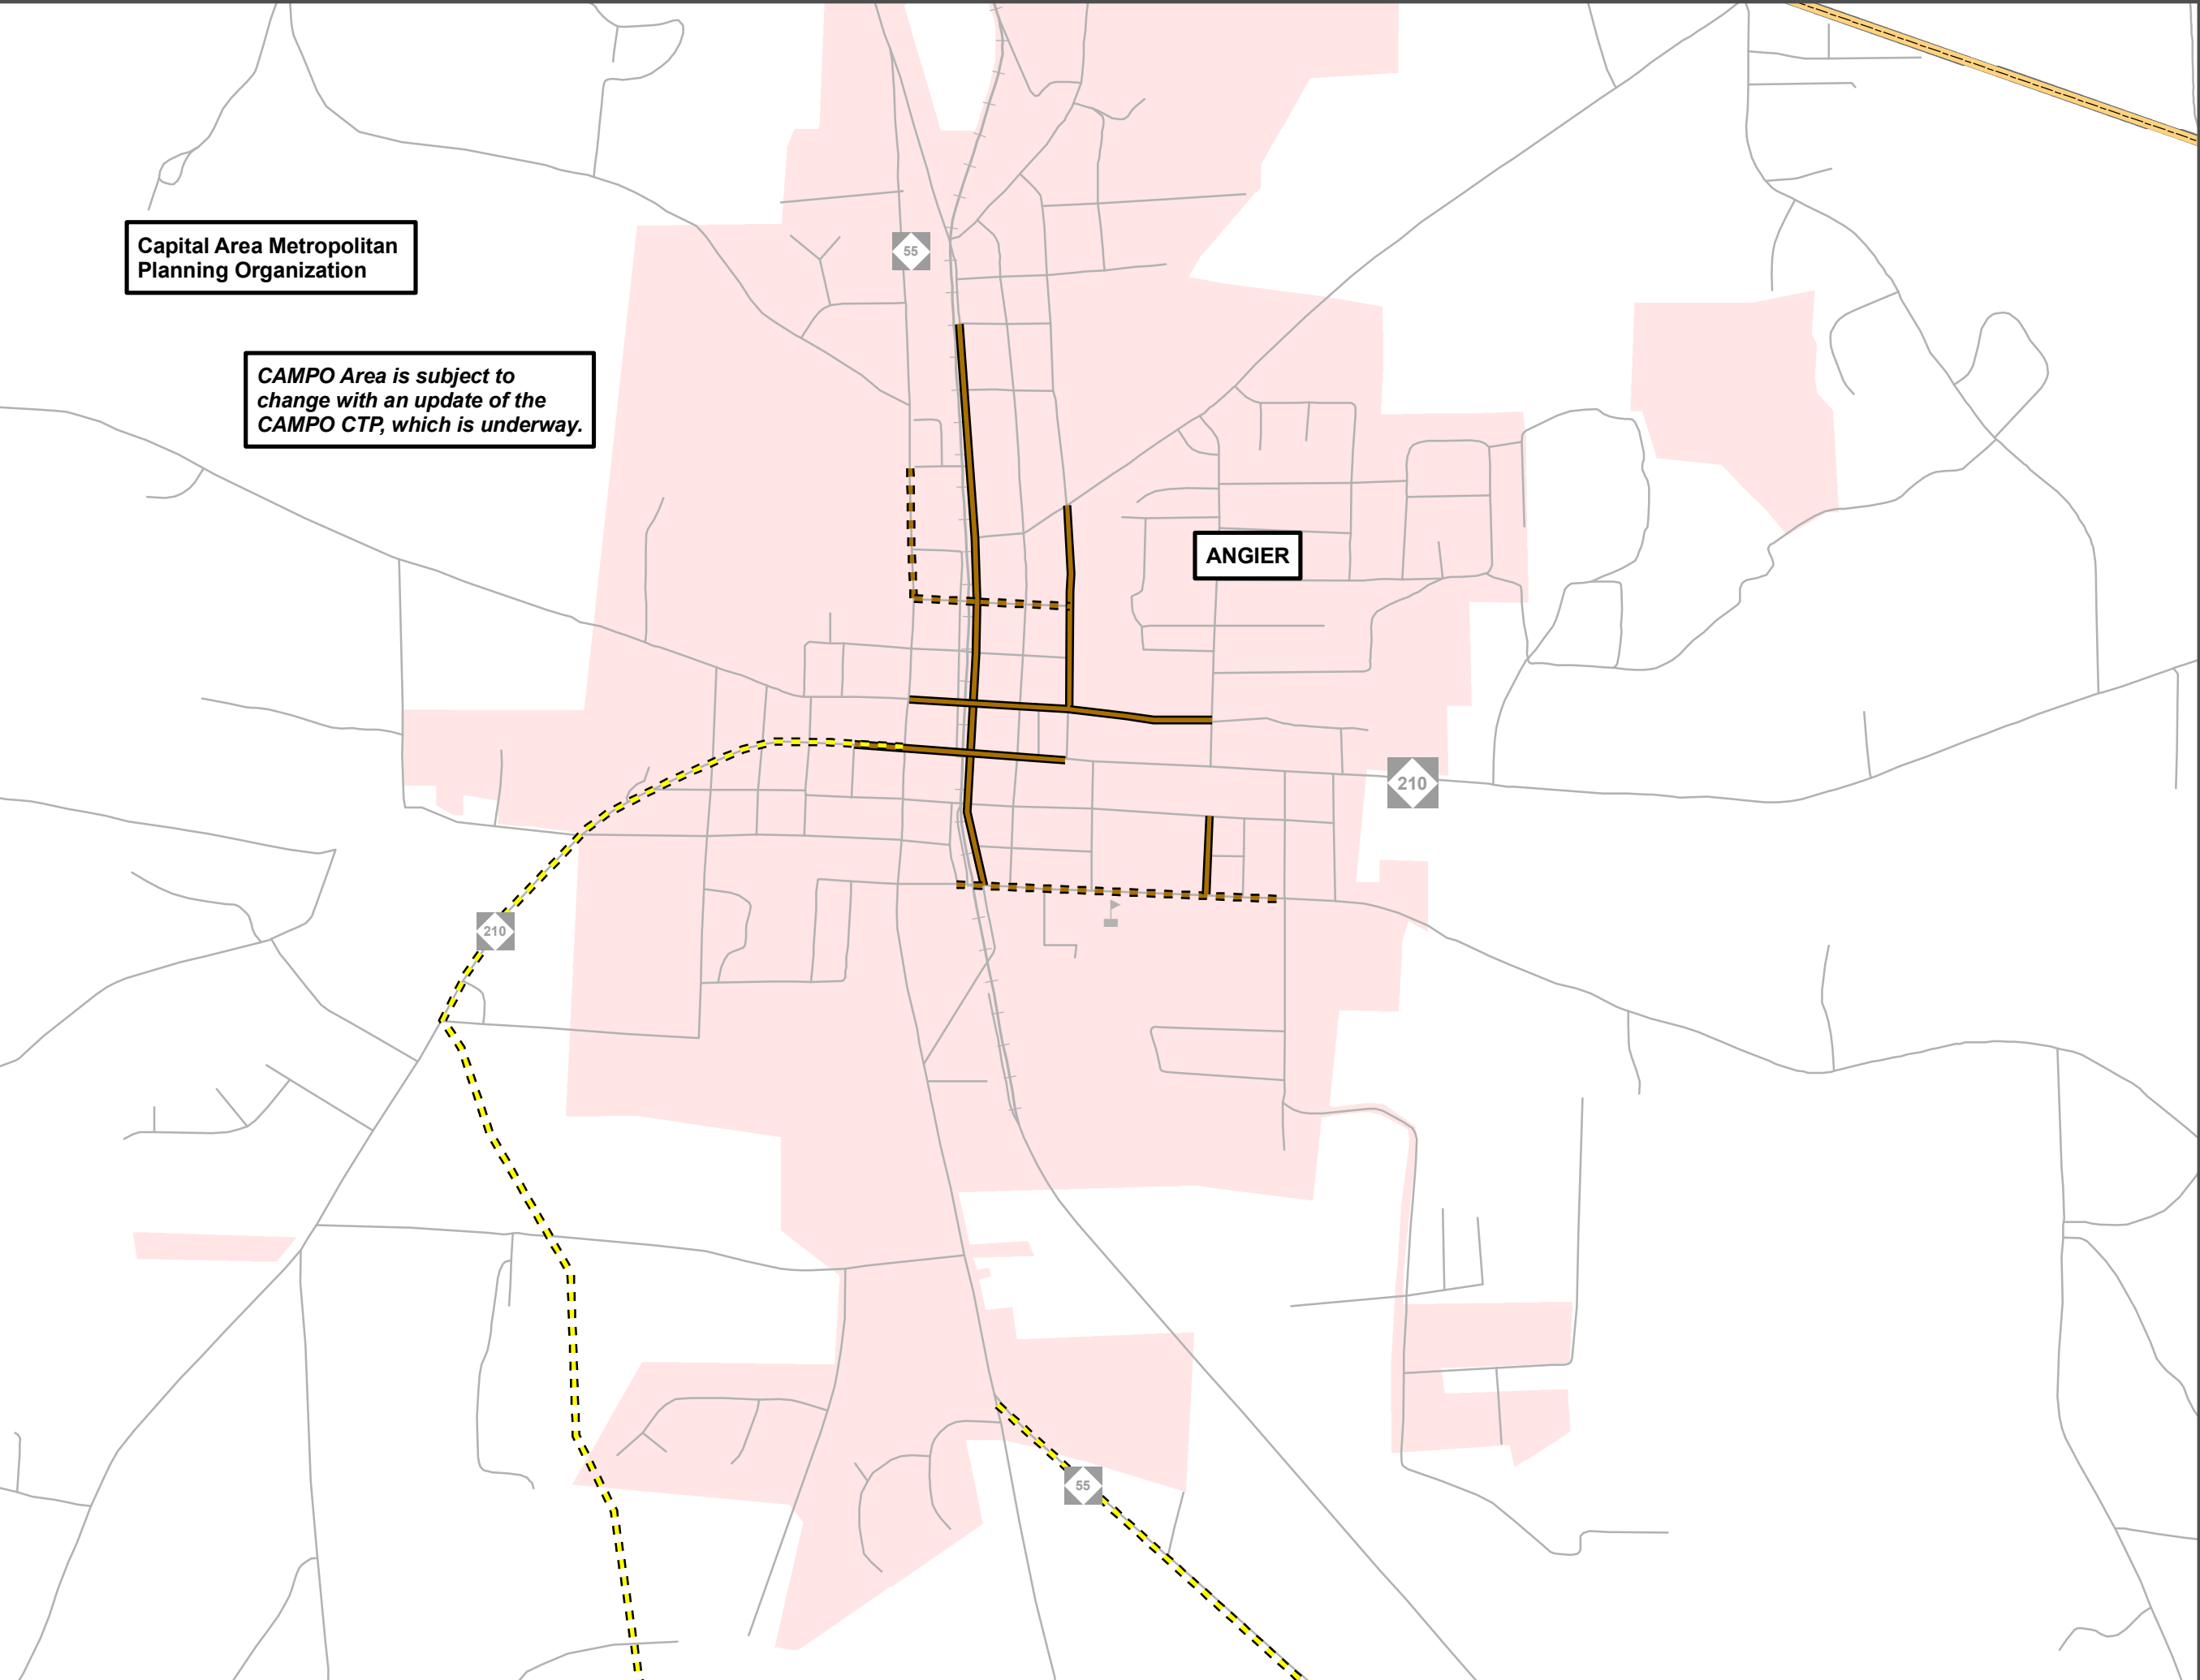 55
Capital Area Metropolitan
Planning Organization
CAMPO Area is subject to
change with an update of the
CAMPO CTP, which is underway.
ANGIER
210
210
55